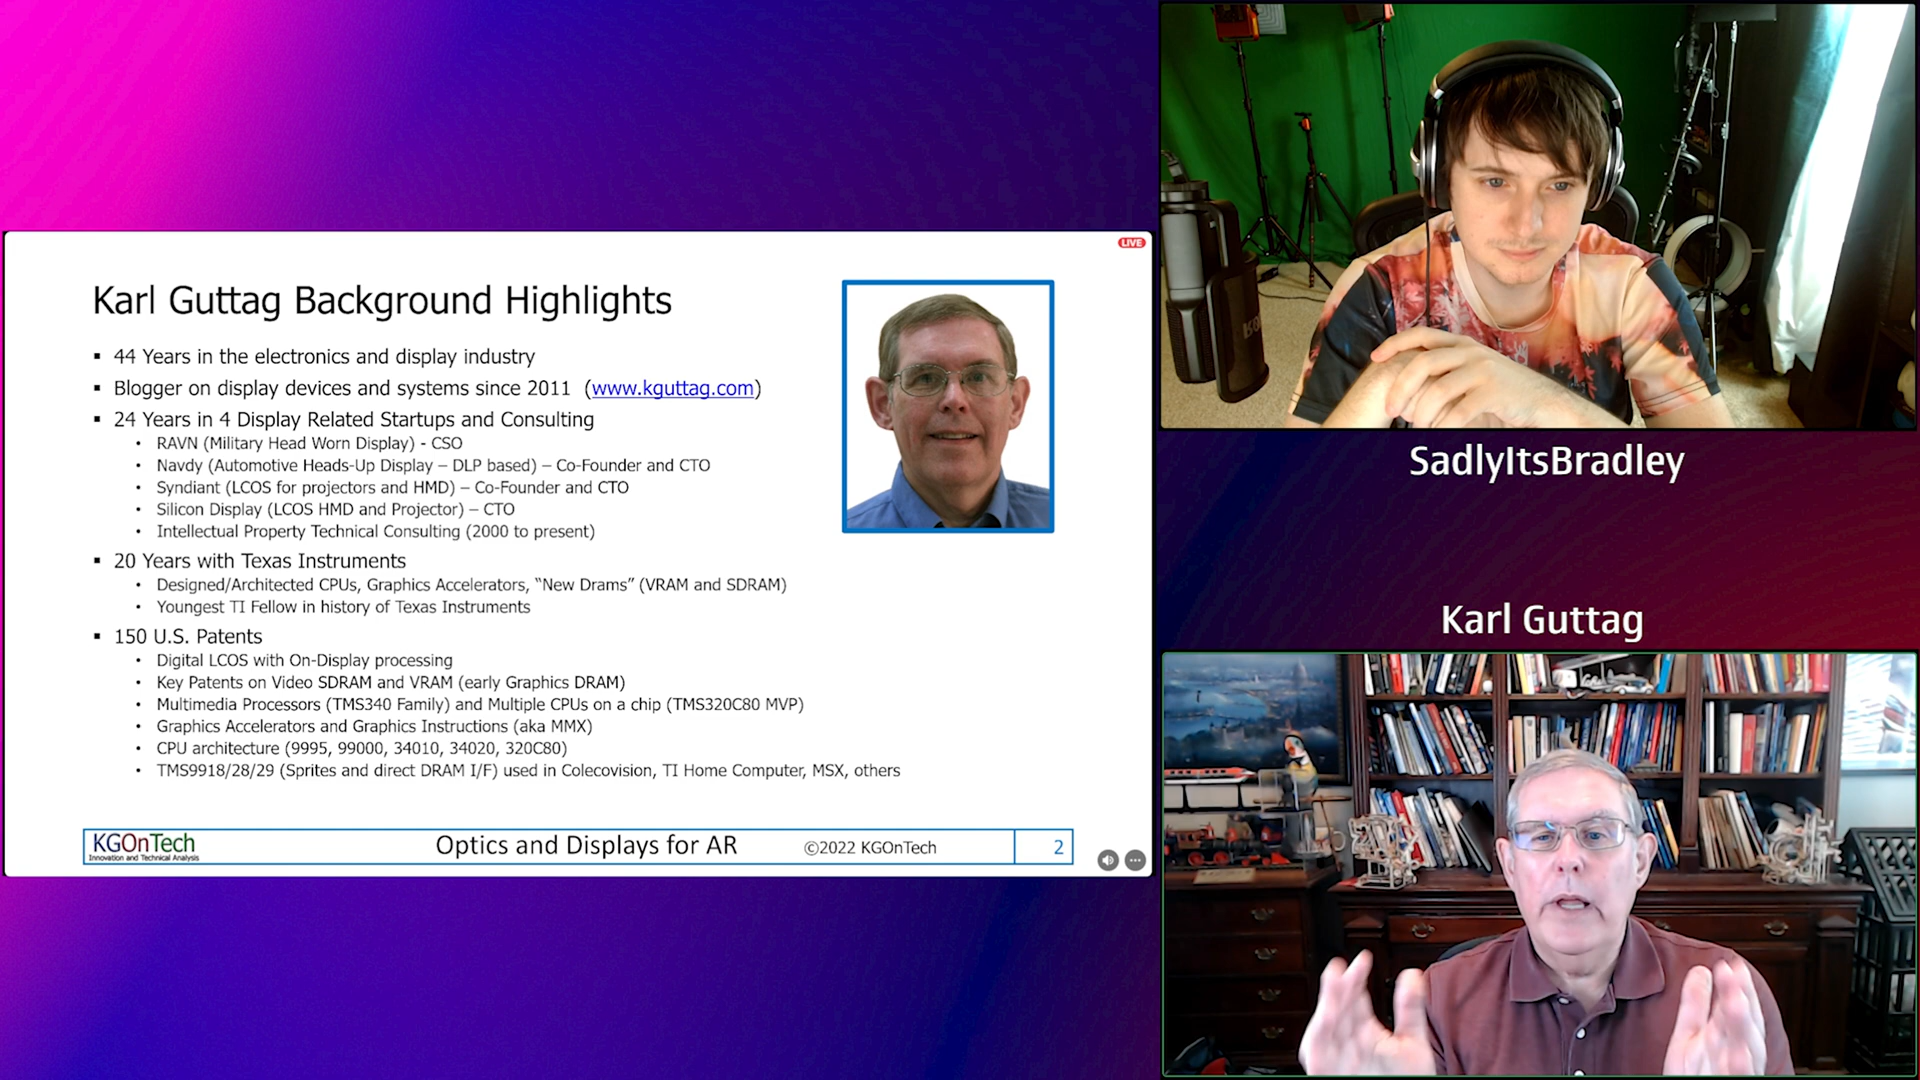 LIVE
Karl Guttag Background Highlights
▪ 44 Years in the electronics and display industry
▪ Blogger on display devices and systems since 2011 (www.kguttag.com)
▪ 24 Years in 4 Display Related Startups and Consulting
• RAVN (Military Head Worn Display) - CSO
• Navdy (Automotive Heads-Up Display – DLP based) – Co-Founder and CTO
• Syndiant (LCOS for projectors and HMD) – Co-Founder and CTO
• Silicon Display (LCOS HMD and Projector) – CTO
• Intellectual Property Technical Consulting (2000 to present)
▪ 20 Years with Texas Instruments
• Designed/Architected CPUs, Graphics Accelerators, “New Drams” (VRAM and SDRAM)
• Youngest TI Fellow in history of Texas Instruments
▪ 150 U.S. Patents
• Digital LCOS with On-Display processing
• Key Patents on Video SDRAM and VRAM (early Graphics DRAM)
• Multimedia Processors (TMS340 Family) and Multiple CPUs on a chip (TMS320C80 MVP)
• Graphics Accelerators and Graphics Instructions (aka MMX)
• CPU architecture (9995, 99000, 34010, 34020, 320C80)
• TMS9918/28/29 (Sprites and direct DRAM I/F) used in Colecovision, TI Home Computer, MSX, others
KGOnTech
Innovation and Technical Analysis
Optics and Displays for AR
©2022 KGOnTech
2
SadlyItsBradley
Karl Guttag